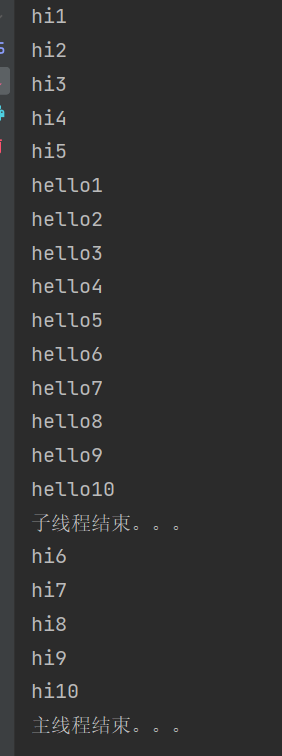 hi1
hi2
hi3
hi4
hi5
hello1
hello2
hello3
hello4
hello5
hello6
hello7
hello8
hello9
hello10
子线程结束。。。
hi6
hi7
hi8
hi9
hi10
主线程结束。。。